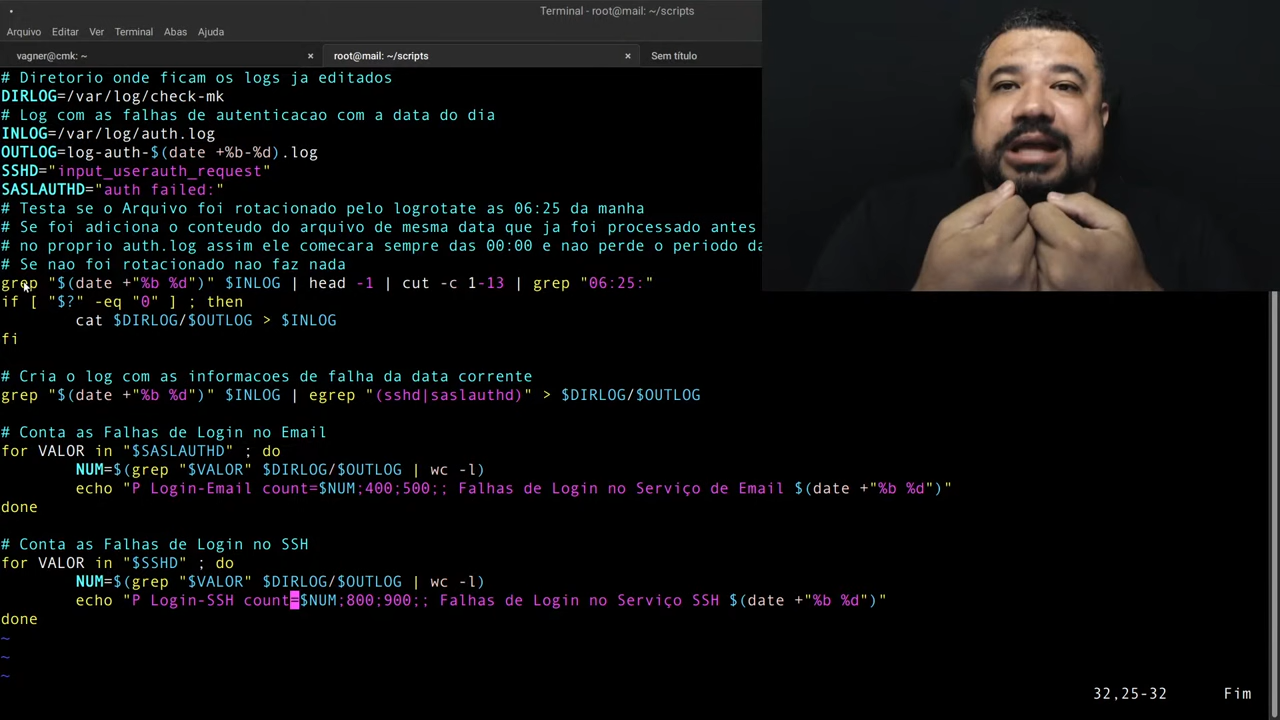 Terminal - root@mail: ~/scripts
Arquivo Editar Ver Terminal Abas Ajuda
vagner@cmk: ~ × root@mail: ~/scripts × Sem título
# Diretorio onde ficam os logs ja editados
DIRLOG=/var/log/check-mk
# Log com as falhas de autenticacao com a data do dia
INLOG=/var/log/auth.log
OUTLOG=log-auth-$(date +%b-%d).log
SSHD="input_userauth_request"
SASLAUTHD="auth failed:"
# Testa se o Arquivo foi rotacionado pelo logrotate as 06:25 da manha
# Se foi adiciona o conteudo do arquivo de mesma data que ja foi processado antes
# no proprio auth.log assim ele comecara sempre das 00:00 e nao perde o periodo da
# Se nao foi rotacionado nao faz nada
grep "$(date +"%b %d")" $INLOG | head -1 | cut -c 1-13 | grep "06:25:"
if [ "$?" -eq "0" ] ; then
        cat $DIRLOG/$OUTLOG > $INLOG
fi
# Cria o log com as informacoes de falha da data corrente
grep "$(date +"%b %d")" $INLOG | egrep "(sshd|saslauthd)" > $DIRLOG/$OUTLOG
# Conta as Falhas de Login no Email
for VALOR in "$SASLAUTHD" ; do
        NUM=$(grep "$VALOR" $DIRLOG/$OUTLOG | wc -l)
        echo "P Login-Email count=$NUM;400;500;; Falhas de Login no Serviço de Email $(date +"%b %d")"
done
# Conta as Falhas de Login no SSH
for VALOR in "$SSHD" ; do
        NUM=$(grep "$VALOR" $DIRLOG/$OUTLOG | wc -l)
        echo "P Login-SSH count=$NUM;800;900;; Falhas de Login no Serviço SSH $(date +"%b %d")"
done
~
~
~
32,25-32 Fim